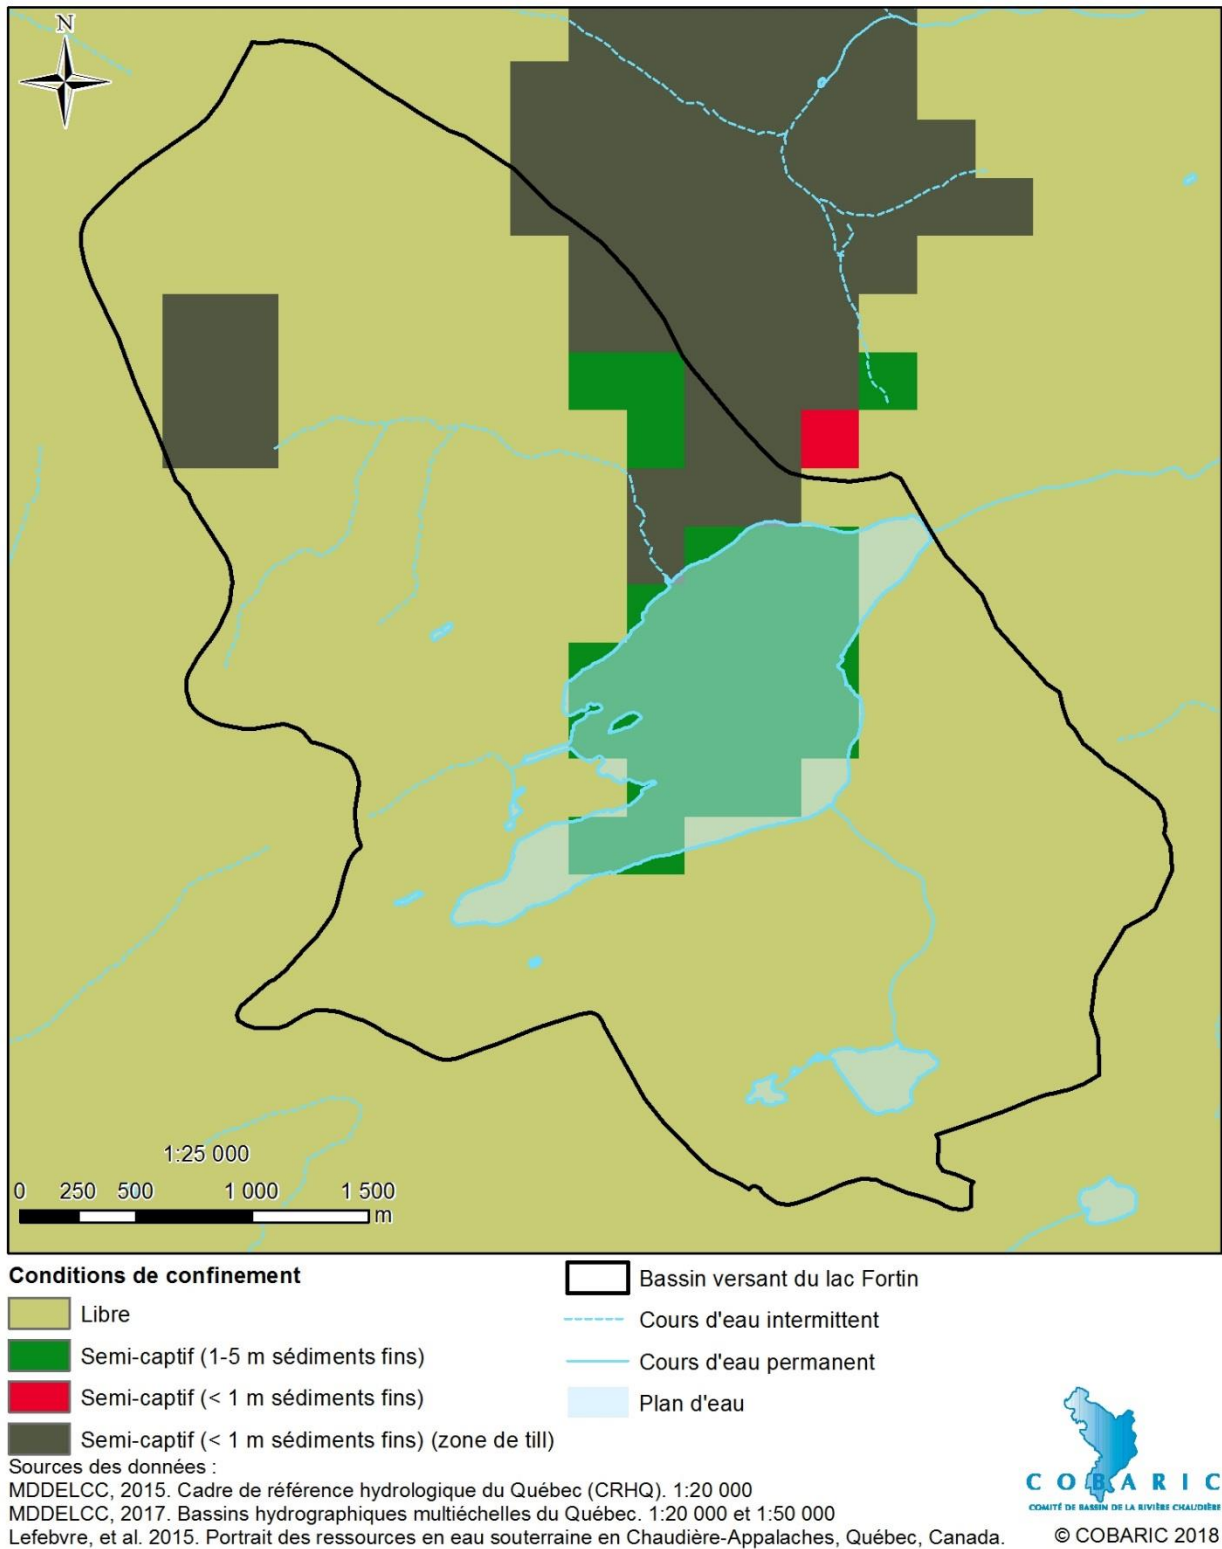 N
1:25 000
0 250 500 1 000 1 500
m
Conditions de confinement
Libre
Semi-captif (1-5 m sédiments fins)
Semi-captif (< 1 m sédiments fins)
Semi-captif (< 1 m sédiments fins) (zone de till)
Bassin versant du lac Fortin
Cours d'eau intermittent
Cours d'eau permanent
Plan d'eau
Sources des données :
MDDELCC, 2015. Cadre de référence hydrologique du Québec (CRHQ). 1:20 000
MDDELCC, 2017. Bassins hydrographiques multiéchelles du Québec. 1:20 000 et 1:50 000
Lefebvre, et al. 2015. Portrait des ressources en eau souterraine en Chaudière-Appalaches, Québec, Canada.
COBARIC
COMITÉ DE BASSIN DE LA RIVIÈRE CHAUDIÈRE
© COBARIC 2018